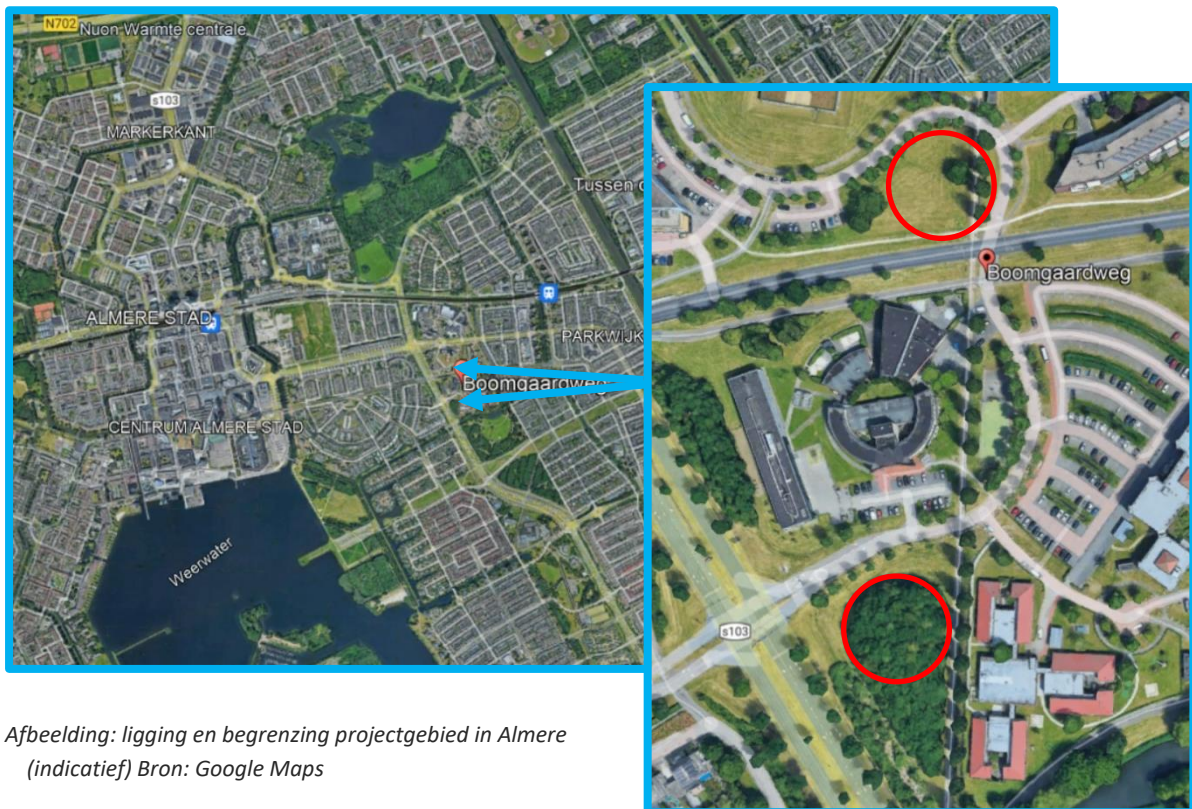 N702
Nuon Warmte centrale
s103
MARKERKANT
Tussen
ALMERE STAD
PARKWIJK
Boomgaardweg
CENTRUM ALMERE STAD
Weerwater
Boomgaardweg
s103
Afbeelding: ligging en begrenzing projectgebied in Almere
(indicatief) Bron: Google Maps